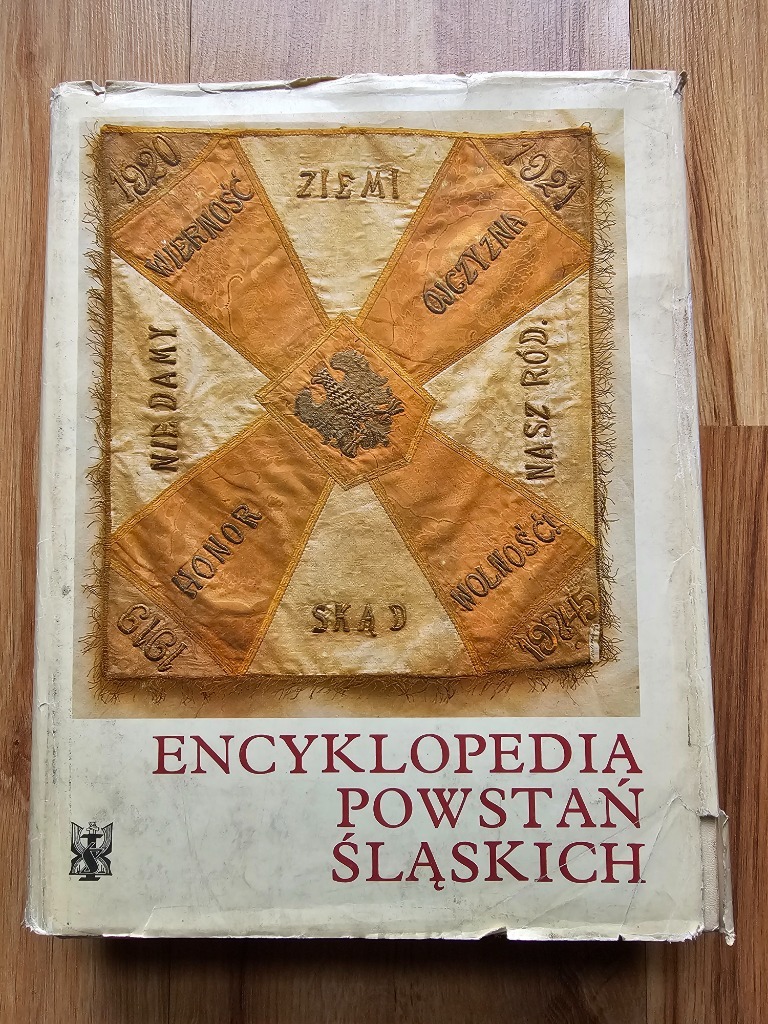 1920
ZIEMI
1921
WIERNOŚĆ
OJCZYZNA
NIE DAMY
NASZ RÓD.
HONOR
WOLNOŚĆ!
SKĄD
1919
1945
ENCYKLOPEDIA
POWSTAŃ
ŚLĄSKICH